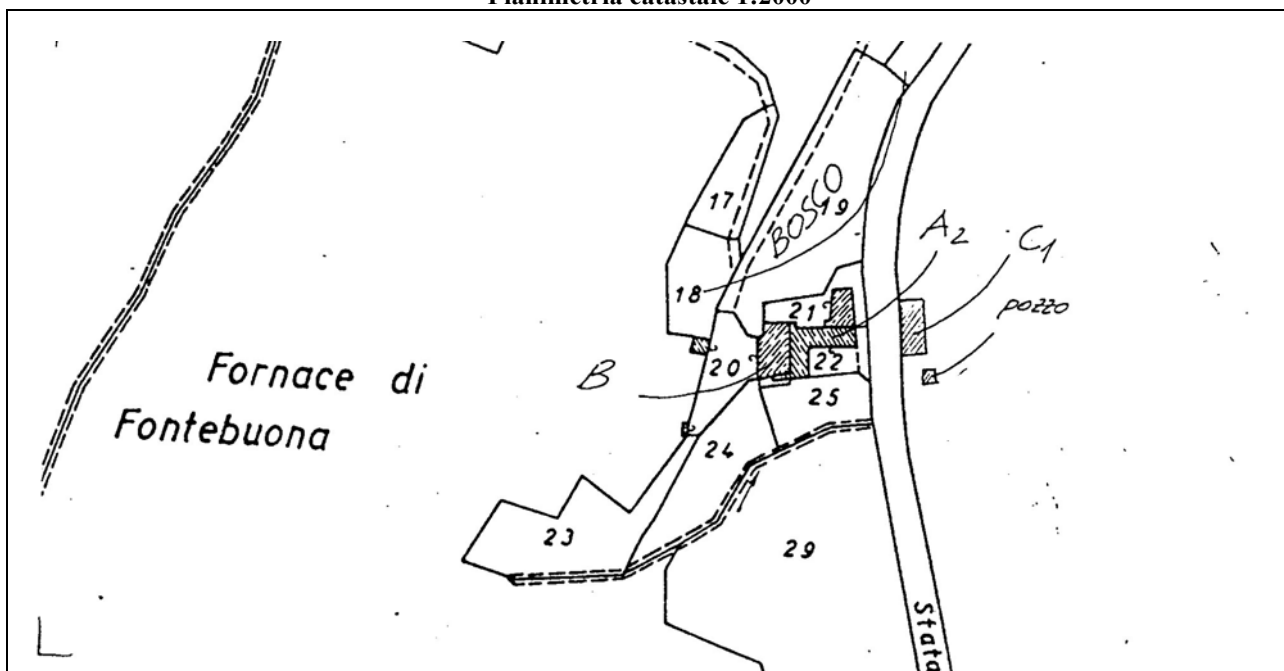 Planimetria catastale 1:2000
17
BOSCO
19
A2
C1
18
21
pozzo
20
22
B
25
Fornace di
Fontebuona
24
23
29
Stata